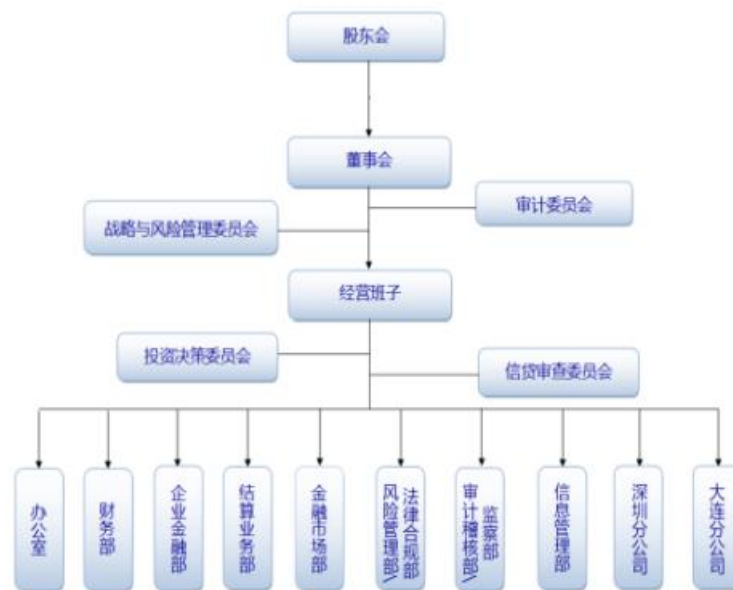 股东会
董事会
审计委员会
战略与风险管理委员会
经营班子
投资决策委员会
信贷审查委员会
办公室
财务部
企业金融部
结算业务部
金融市场部
风险管理部\
法律合规部
审计稽核部\
监察部
信息管理部
深圳分公司
大连分公司